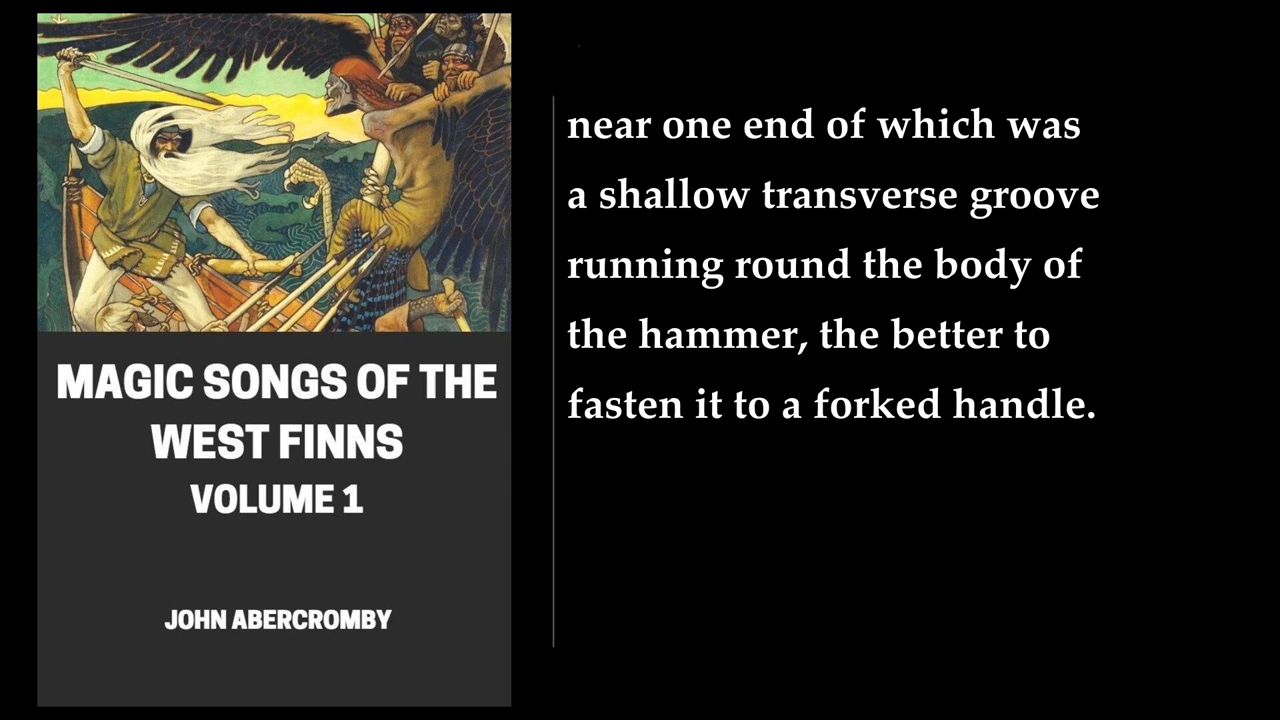 MAGIC SONGS OF THE
WEST FINNS
VOLUME 1
JOHN ABERCROMBY
near one end of which was
a shallow transverse groove
running round the body of
the hammer, the better to
fasten it to a forked handle.